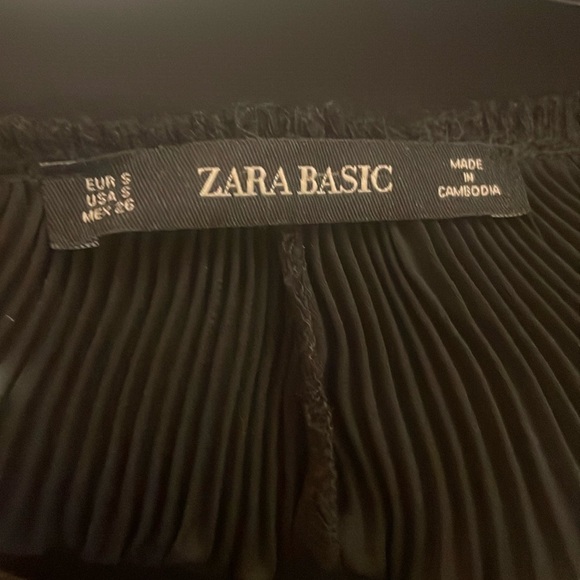 EUR S
USA S
MEX 26
ZARA BASIC
MADE
IN
CAMBODIA